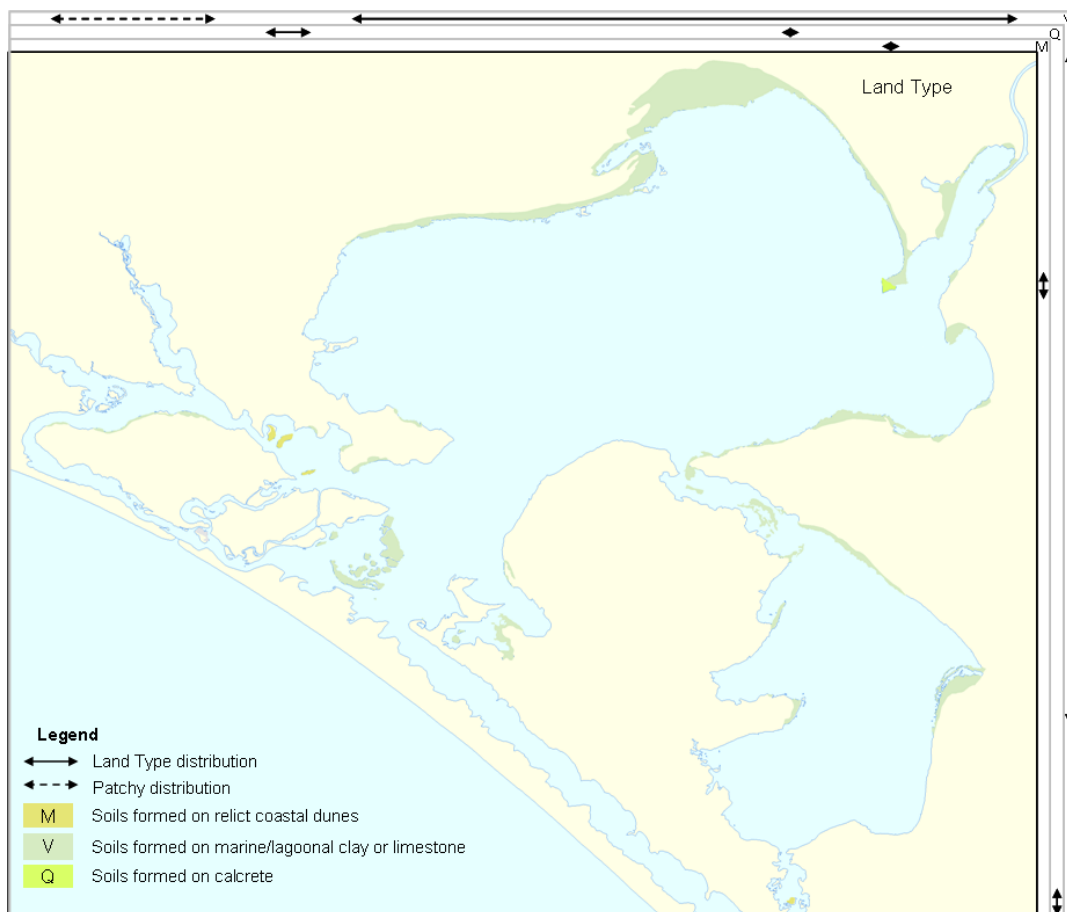 V
Q
M
Land Type
Legend
Land Type distribution
Patchy distribution
M Soils formed on relict coastal dunes
V Soils formed on marine/lagoonal clay or limestone
Q Soils formed on calcrete